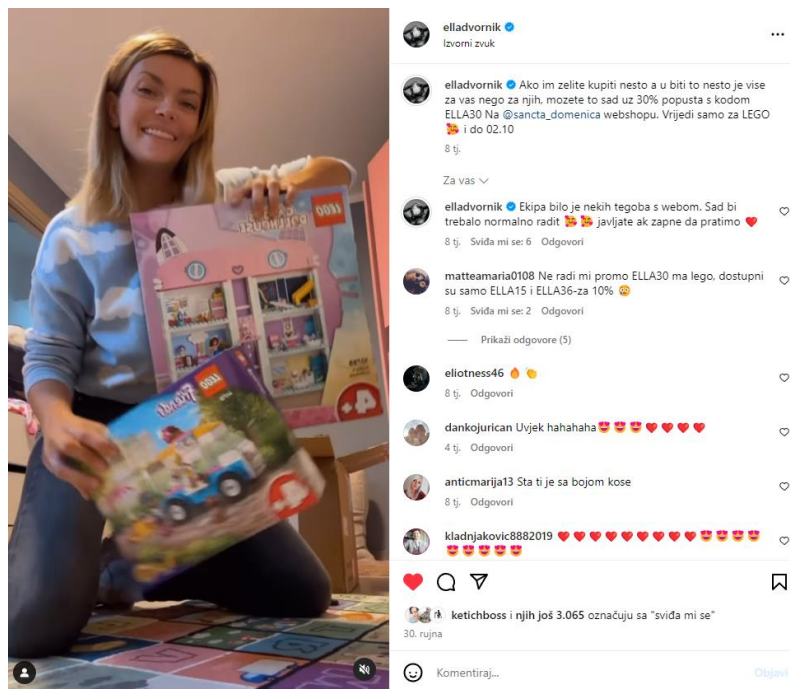 elladvornik
Izvorni zvuk
elladvornik Ako im zelite kupiti nesto a u biti to nesto je vise
za vas nego za njih, mozete to sad uz 30% popusta s kodom
ELLA30 Na @sancta_domenica webshopu. Vrijedi samo za LEGO
🥰 i do 02.10
8 tj.
Za vas
elladvornik Ekipa bilo je nekih tegoba s webom. Sad bi
trebalo normalno radit 🥰 🥰 javljate ak zapne da pratimo ❤️
8 tj. Sviđa mi se: 6 Odgovori
matteamaria0108 Ne radi mi promo ELLA30 ma lego, dostupni
su samo ELLA15 i ELLA36-za 10% 😳
8 tj. Sviđa mi se: 2 Odgovori
Prikaži odgovore (5)
eliotness46 🔥 👏
8 tj. Odgovori
dankojurican Uvjek hahahaha😍 😍 😍 ❤️ ❤️ ❤️ ❤️
4 tj. Odgovori
anticmarija13 Sta ti je sa bojom kose
8 tj. Odgovori
kladnjakovic8882019 ❤️ ❤️ ❤️ ❤️ ❤️ ❤️ ❤️ ❤️ ❤️ 😍 😍 😍 😍
😍 😍 😍 😍 😍
ketichboss i njih još 3.065 označuju sa "sviđa mi se"
30. rujna
Komentiraj...
Objavi
LEGO
DOLLHOUSE
4+
LEGO
Friends